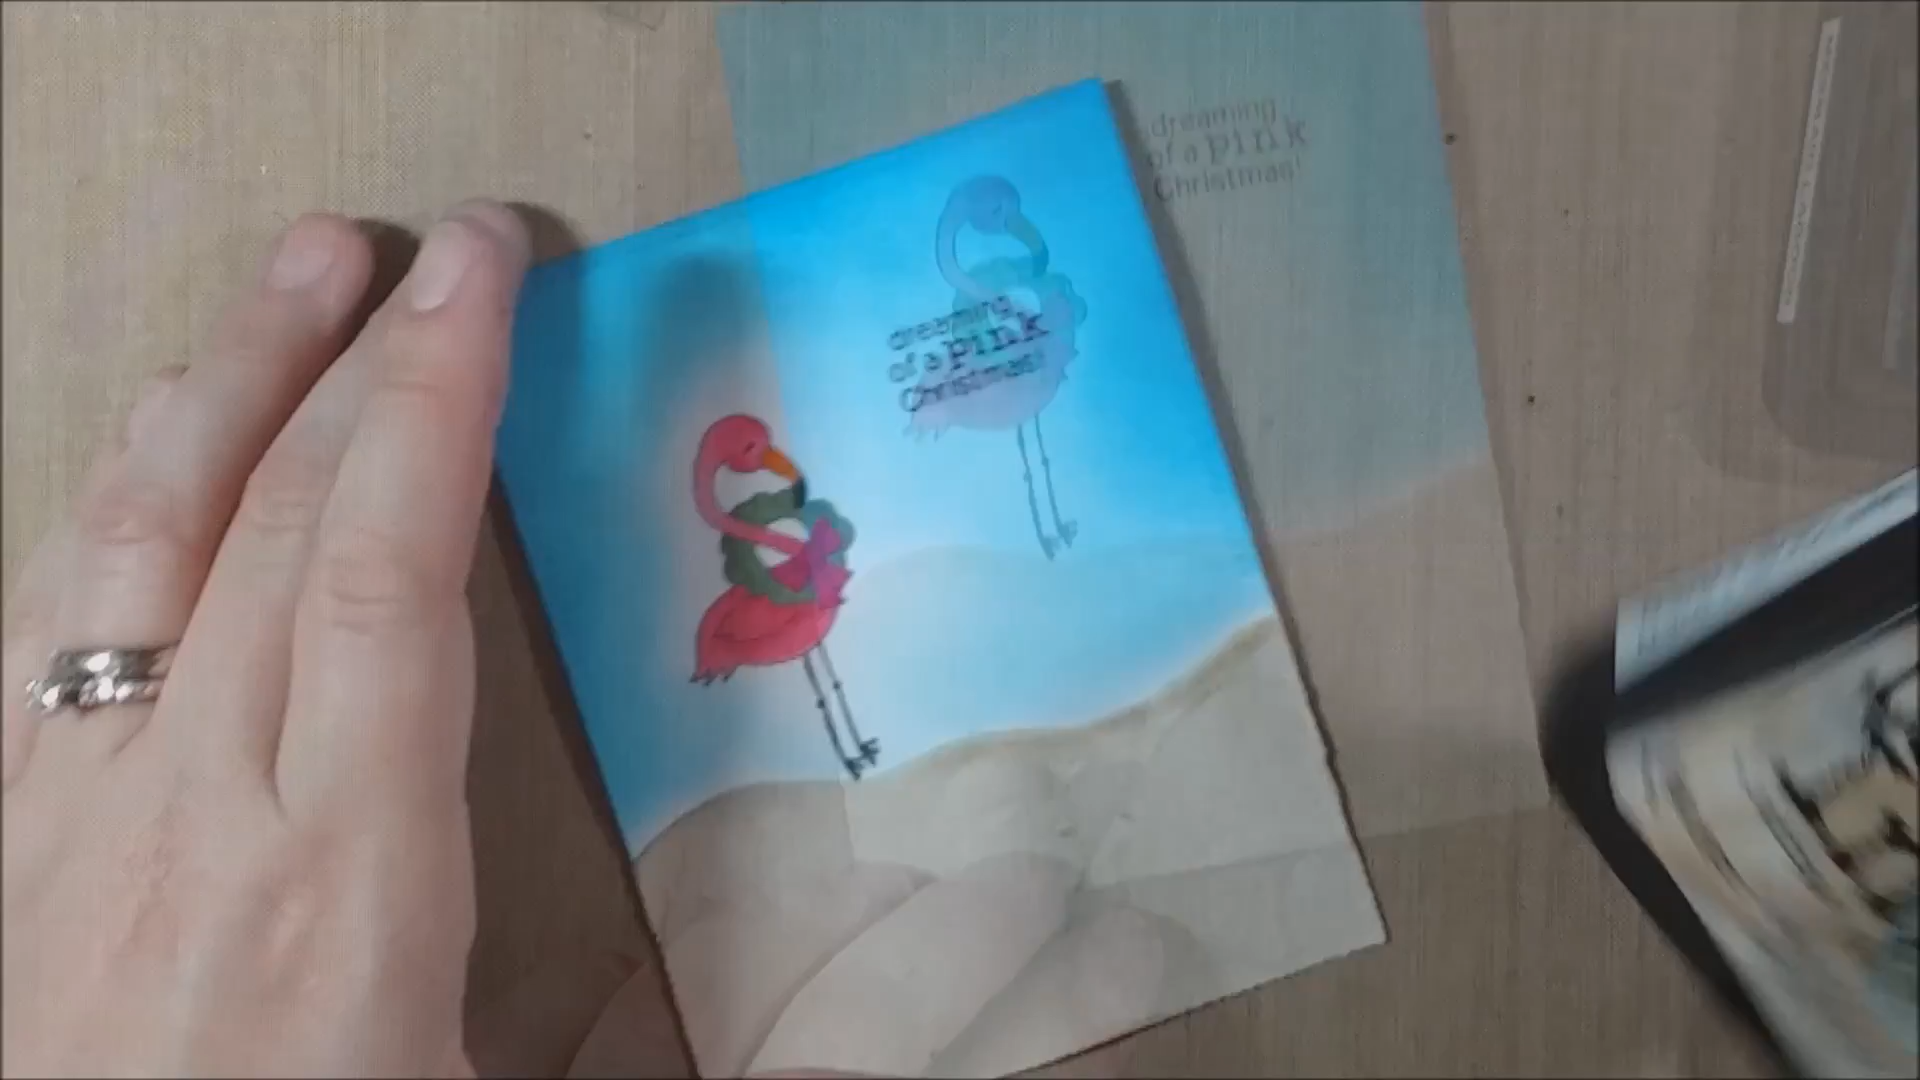 dreaming
of a pink
Christmas!
dreaming
of a pink
Christmas!